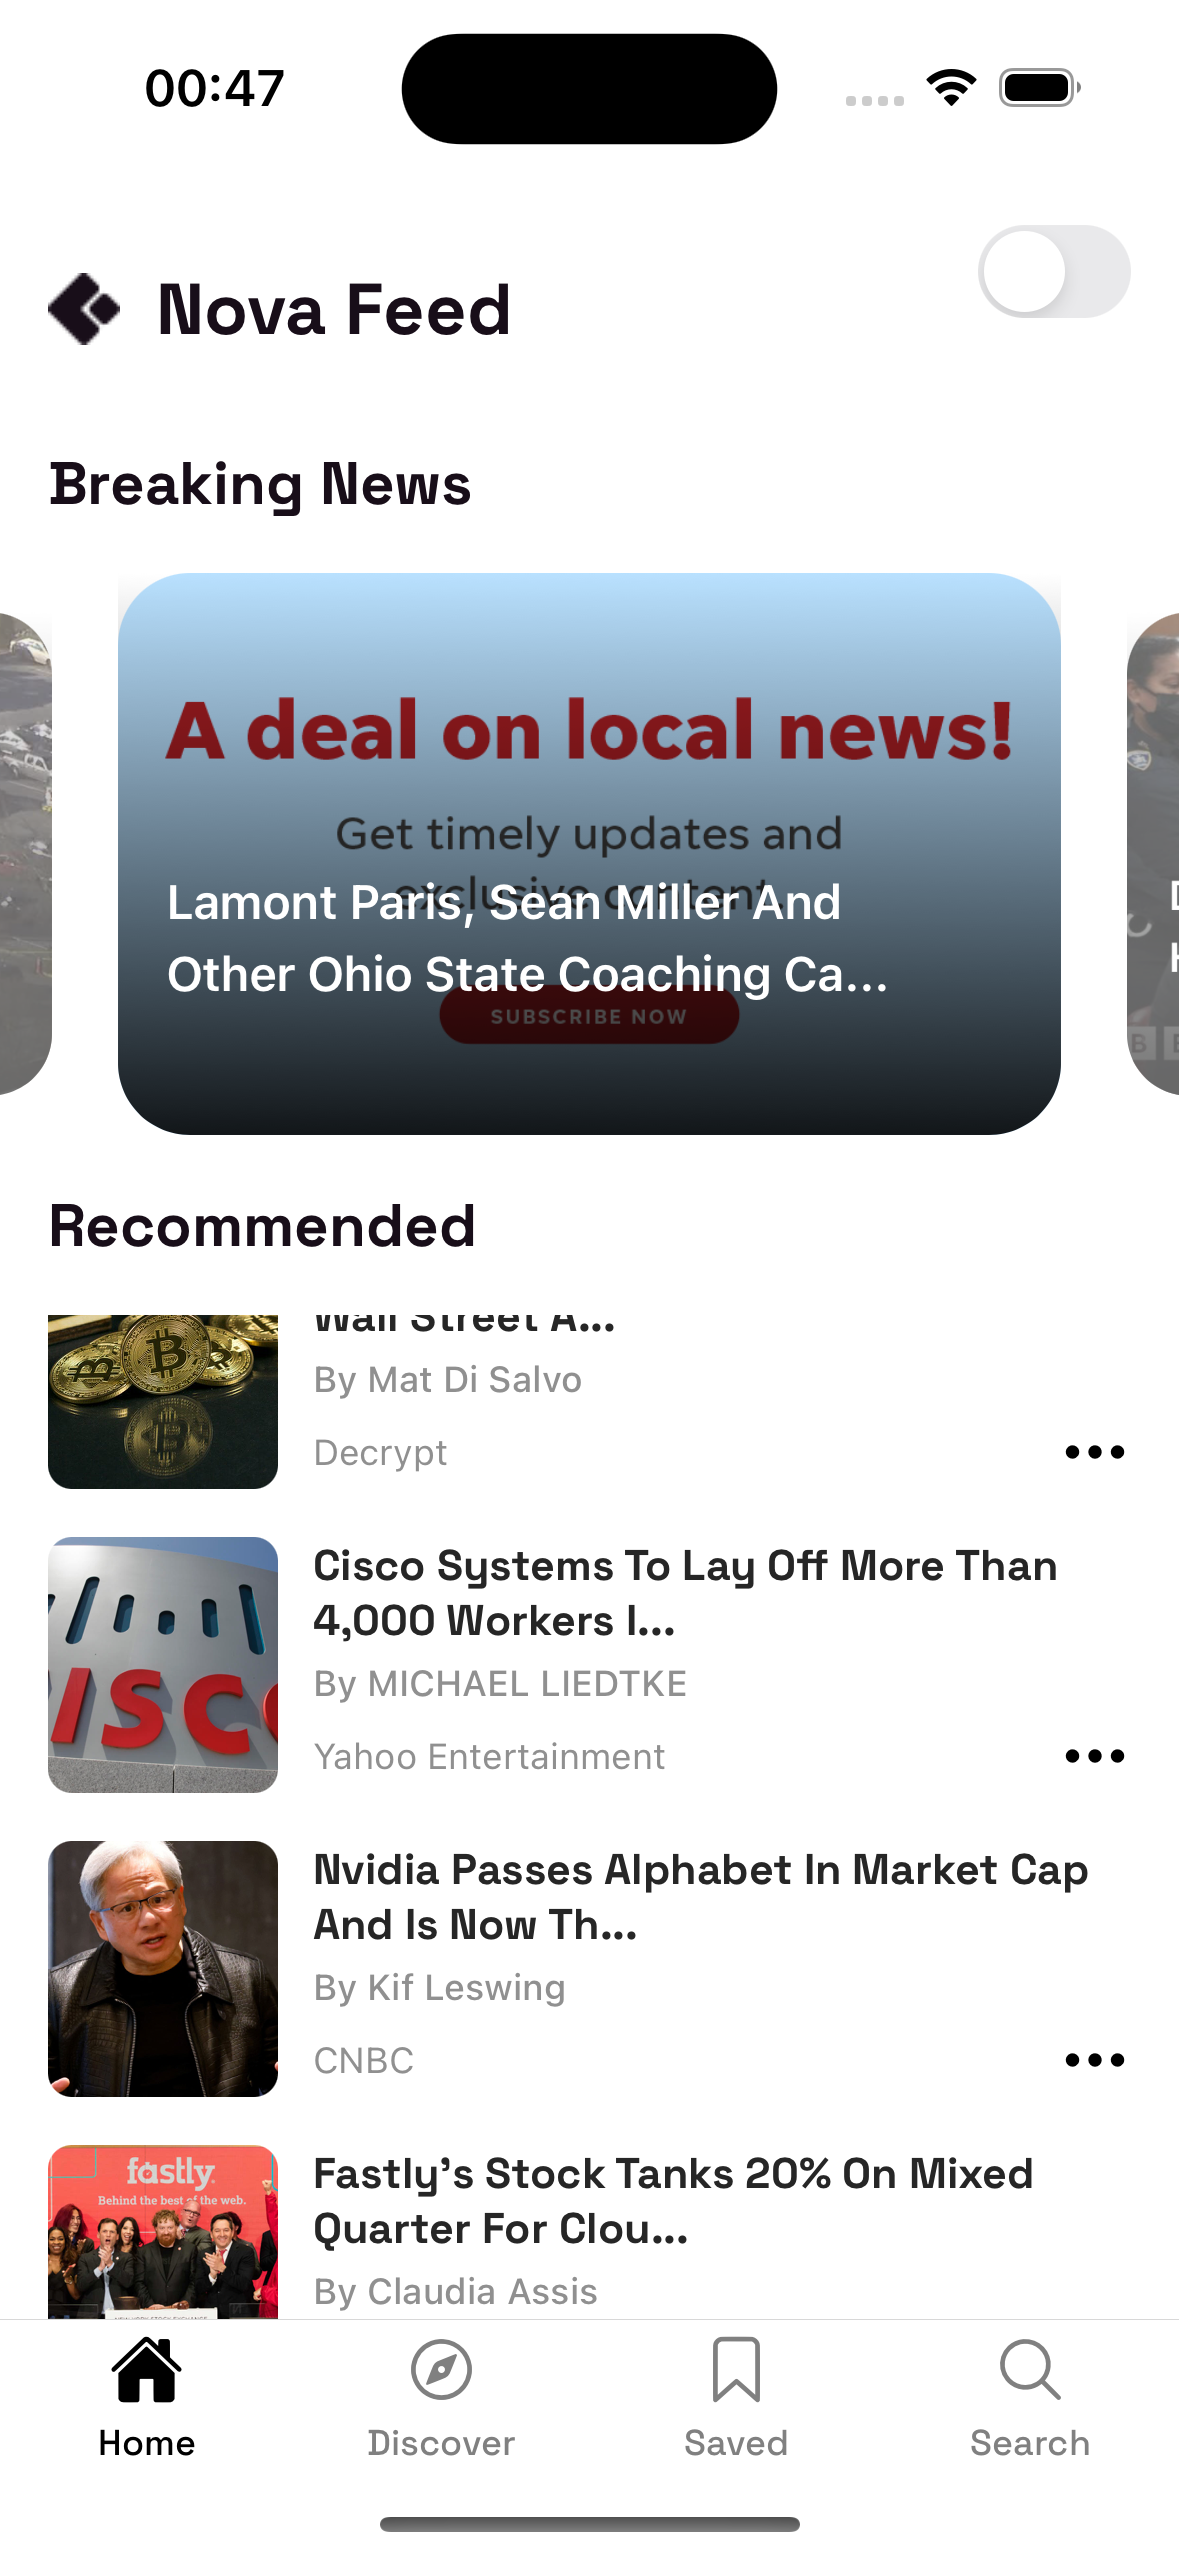 00:47
Nova Feed
Breaking News
A deal on local news!
Get timely updates and
exclusive content.
Lamont Paris, Sean Miller And
Other Ohio State Coaching Ca...
SUBSCRIBE NOW
B
Recommended
Wall Street A...
By Mat Di Salvo
Decrypt
ISC
Cisco Systems To Lay Off More Than
4,000 Workers I...
By MICHAEL LIEDTKE
Yahoo Entertainment
Nvidia Passes Alphabet In Market Cap
And Is Now Th...
By Kif Leswing
CNBC
fastly
Behind the best of the web.
Fastly’s Stock Tanks 20% On Mixed
Quarter For Clou...
By Claudia Assis
Home
Discover
Saved
Search